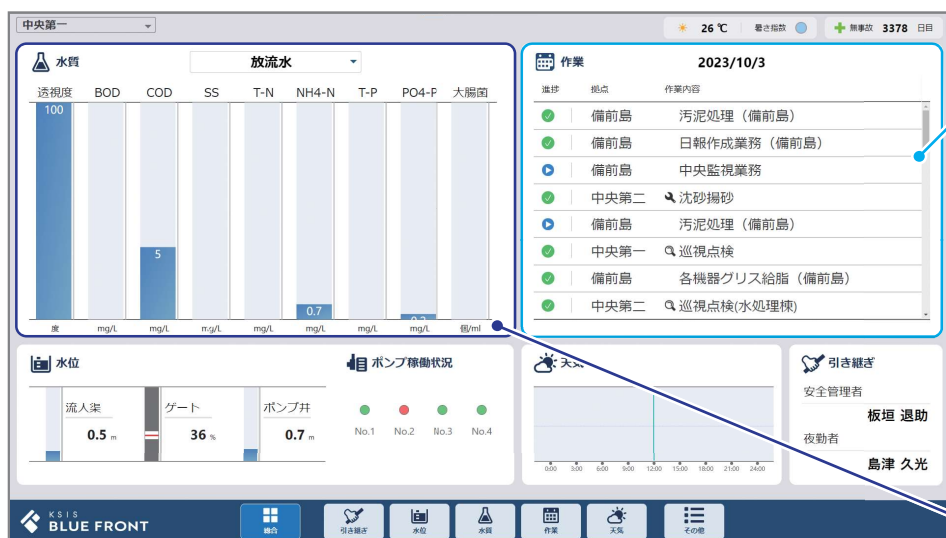 中央第一
26 ℃ 暑さ指数 無事故 3378 日目
水質 放流水
透視度 BOD COD SS T-N NH4-N T-P PO4-P 大腸菌
100
5
0.7
度 mg/L mg/L mg/L mg/L mg/L mg/L mg/L 個/ml
作業 2023/10/3
進捗 拠点 作業内容
備前島 汚泥処理（備前島）
備前島 日報作成業務（備前島）
備前島 中央監視業務
中央第二 沈砂揚砂
備前島 汚泥処理（備前島）
中央第一 巡視点検
備前島 各機器グリス給脂（備前島）
中央第二 巡視点検(水処理棟)
水位
流入渠 ゲート ポンプ井
0.5 m 36 % 0.7 m
ポンプ稼働状況
No.1 No.2 No.3 No.4
天気
0:00 3:00 6:00 9:00 12:00 15:00 18:00 21:00 24:00
引き継ぎ
安全管理者
板垣 退助
夜勤者
島津 久光
KSIS
BLUE FRONT
総合 引き継ぎ 水位 水質 作業 天気 その他